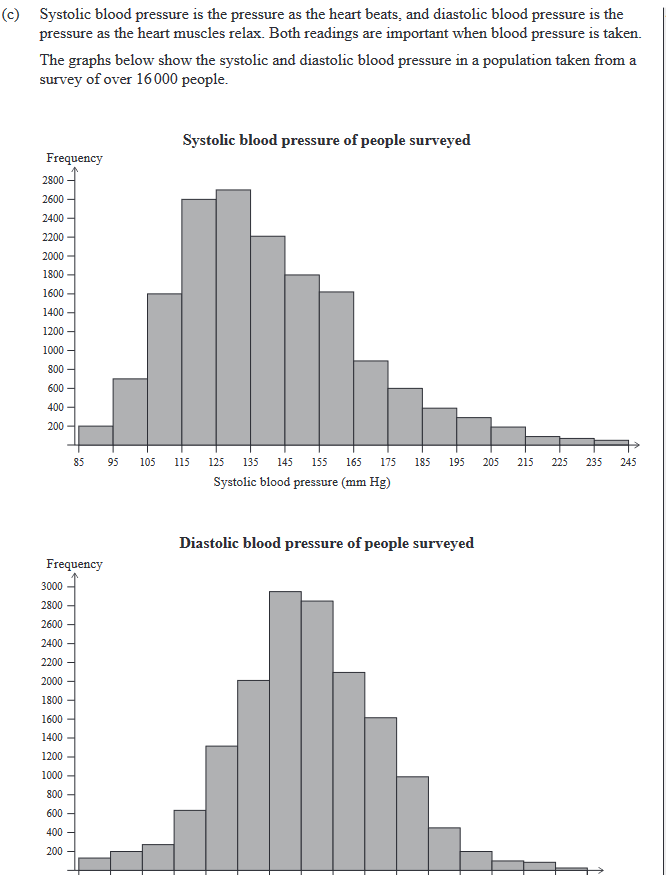 (c) Systolic blood pressure is the pressure as the heart beats, and diastolic blood pressure is the
pressure as the heart muscles relax. Both readings are important when blood pressure is taken.
The graphs below show the systolic and diastolic blood pressure in a population taken from a
survey of over 16 000 people.
Systolic blood pressure of people surveyed
Frequency
2800
2600
2400
2200
2000
1800
1600
1400
1200
1000
800
600
400
200
85 95 105 115 125 135 145 155 165 175 185 195 205 215 225 235 245
Systolic blood pressure (mm Hg)
Diastolic blood pressure of people surveyed
Frequency
3000
2800
2600
2400
2200
2000
1800
1600
1400
1200
1000
800
600
400
200